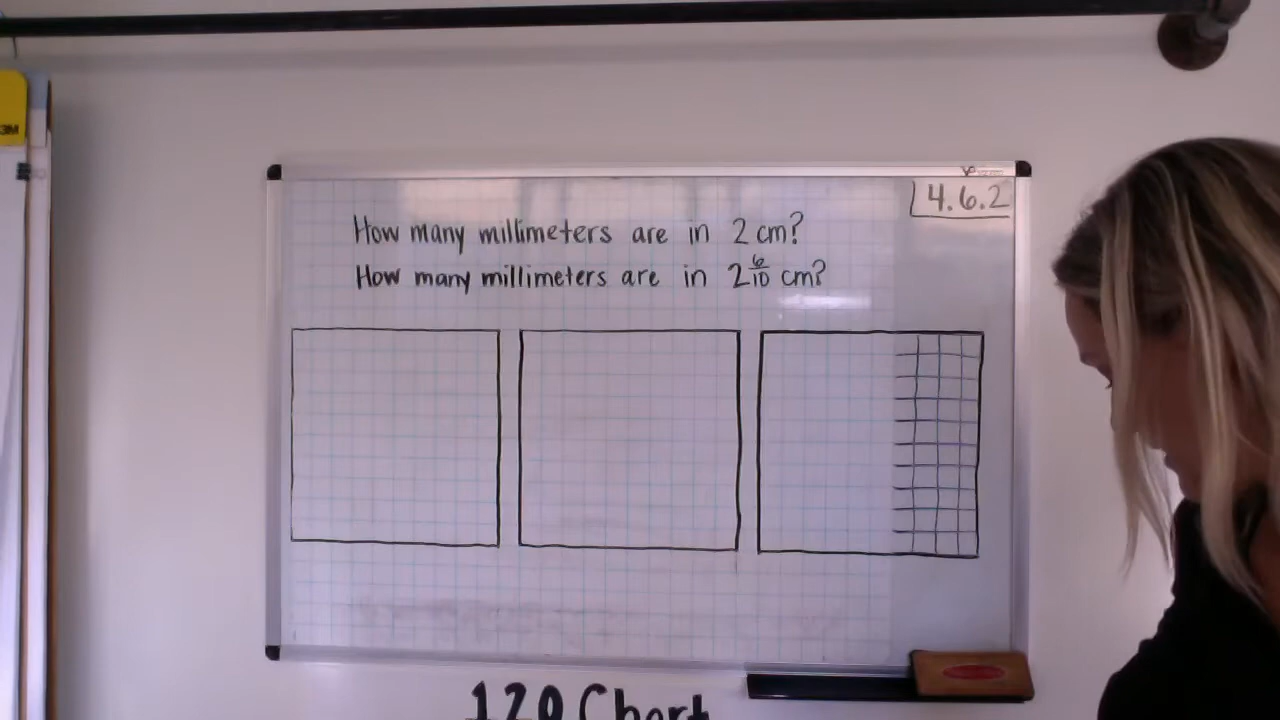 3M
4.6.2
How many millimeters are in 2 cm?
How many millimeters are in 2 6/10 cm?
120 Chart